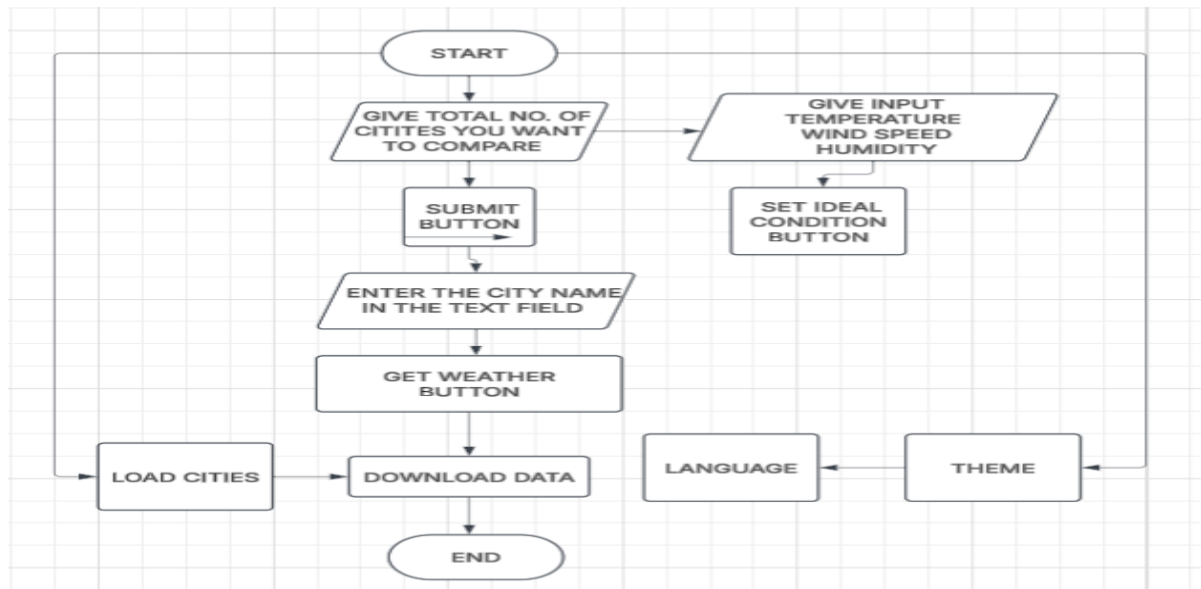 START
GIVE TOTAL NO. OF
CITITES YOU WANT
TO COMPARE
GIVE INPUT
TEMPERATURE
WIND SPEED
HUMIDITY
SUBMIT
BUTTON
SET IDEAL
CONDITION
BUTTON
ENTER THE CITY NAME
IN THE TEXT FIELD
GET WEATHER
BUTTON
LOAD CITIES
DOWNLOAD DATA
LANGUAGE
THEME
END